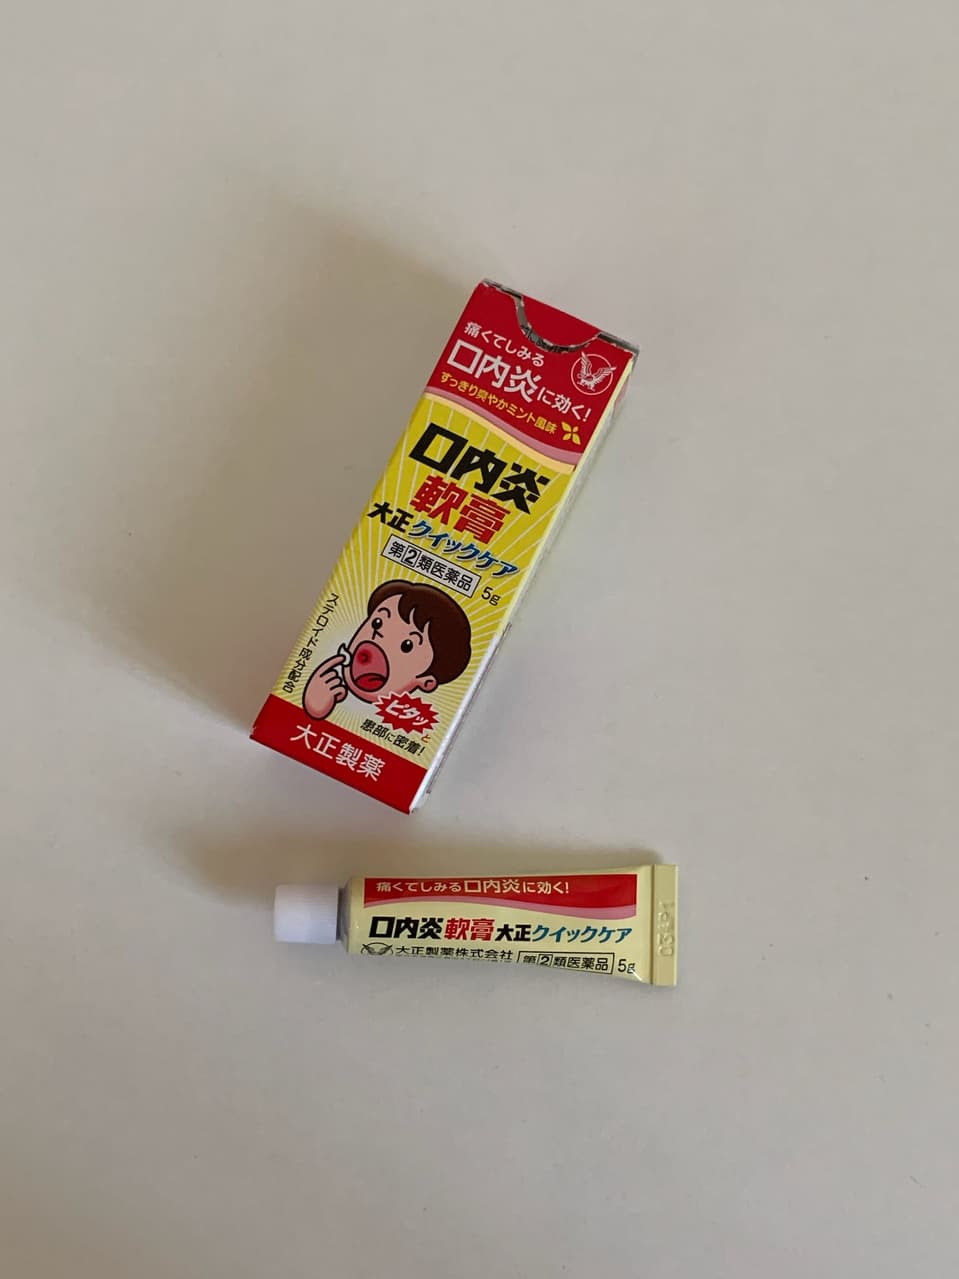 痛くてしみる
口内炎に効く!
すっきり爽やかミント風味
口内炎
軟膏
大正クイックケア
第②類医薬品 5g
ステロイド成分配合
ピタッと
患部に密着!
大正製薬
痛くてしみる口内炎に効く!
口内炎軟膏大正クイックケア
大正製薬株式会社 第②類医薬品 5g